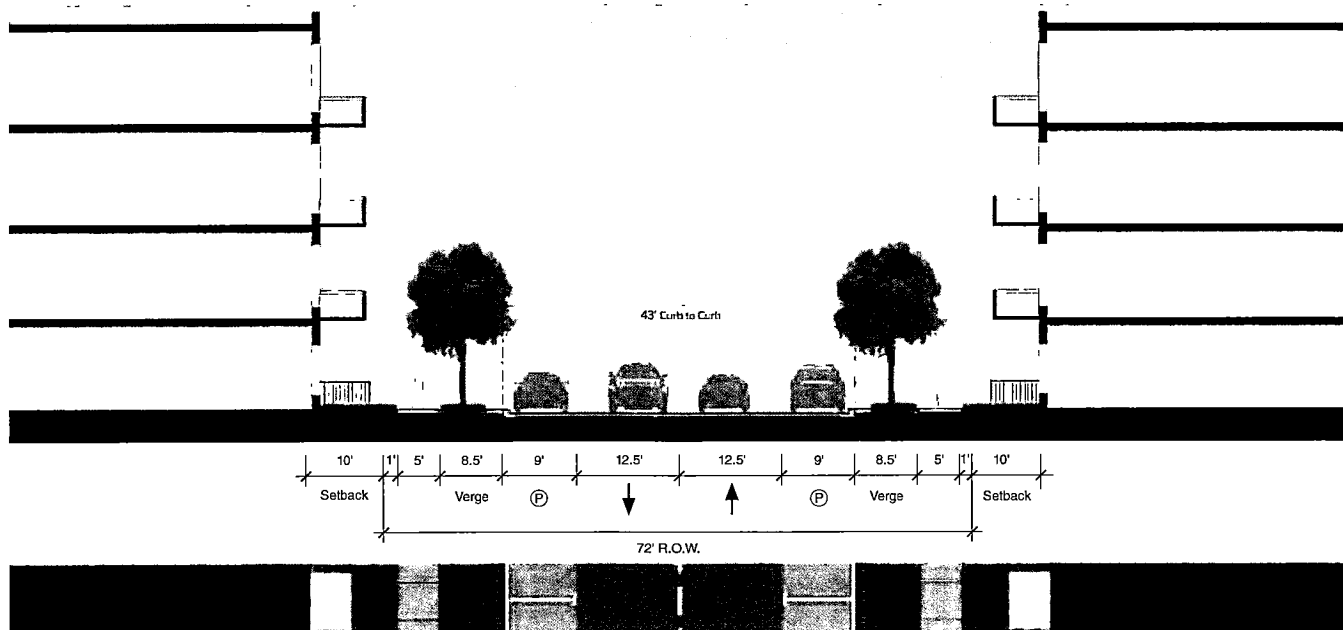 43' Curb to Curb
10' 1' 5' 8.5' 9' 12.5' 12.5' 9' 8.5' 5' 1' 10'
Setback Verge P P Verge Setback
72' R.O.W.